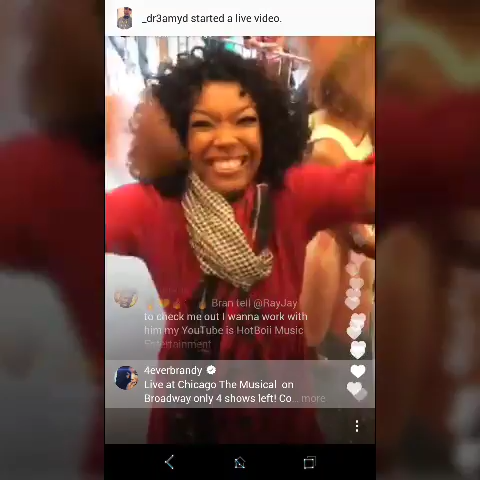 _dr3amyd started a live video.
Bran tell @RayJay
to check me out I wanna work with
him my YouTube is HotBoii Music
Entertainment
4everbrandy
Live at Chicago The Musical on
Broadway only 4 shows left! Co... more